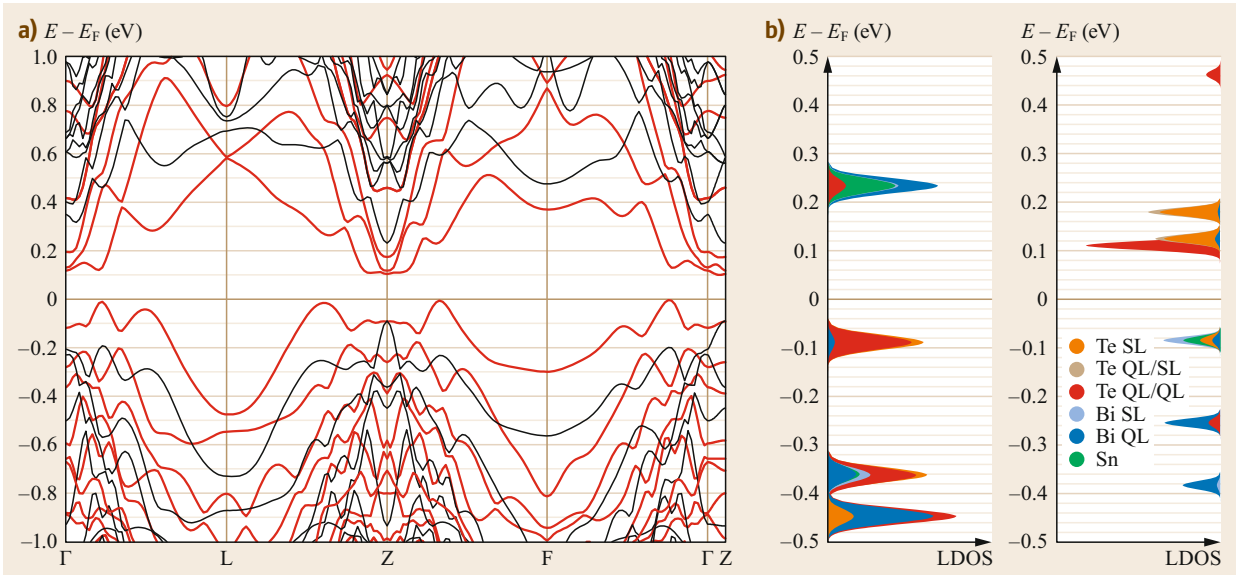 a) E – E_F (eV)
1.0
0.8
0.6
0.4
0.2
0
–0.2
–0.4
–0.6
–0.8
–1.0
Γ L Z F Γ Z
b) E – E_F (eV)
0.5
0.4
0.3
0.2
0.1
0
–0.1
–0.2
–0.3
–0.4
–0.5
LDOS
E – E_F (eV)
0.5
0.4
0.3
0.2
0.1
0
–0.1
–0.2
–0.3
–0.4
–0.5
Te SL
Te QL/SL
Te QL/QL
Bi SL
Bi QL
Sn
LDOS